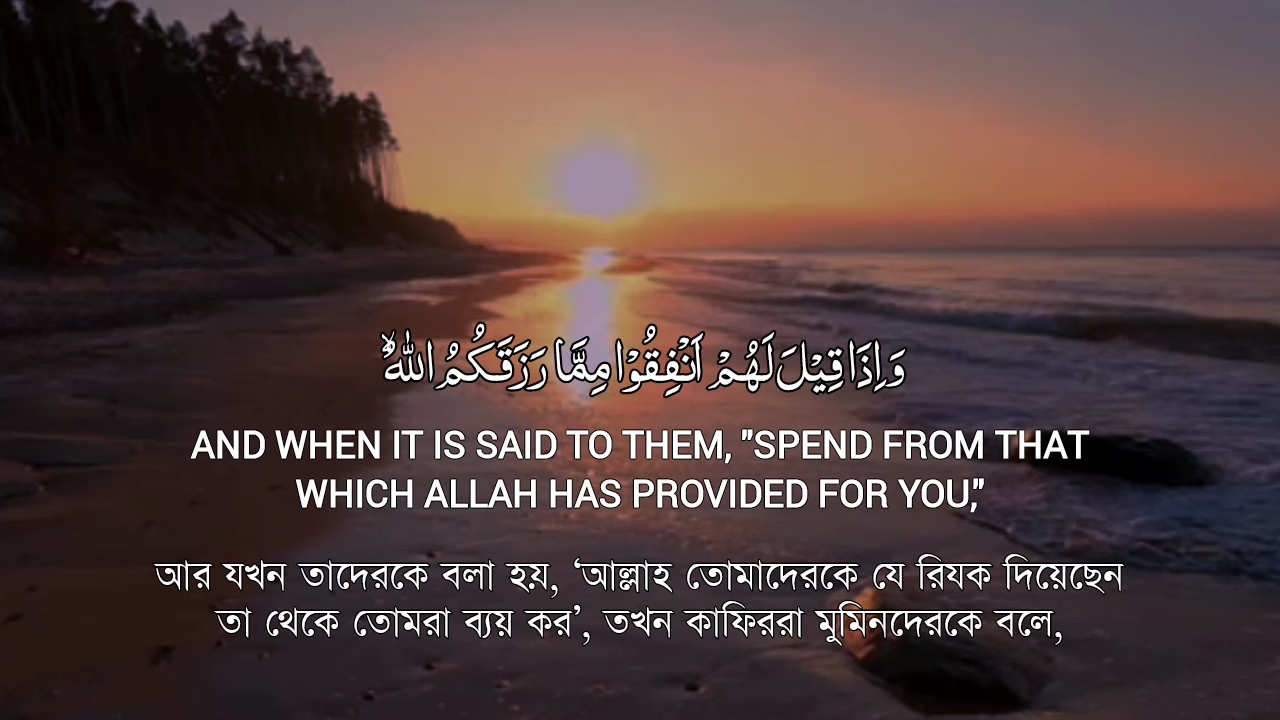 وَاِذَا قِيْلَ لَهُمْ اَنْفِقُوْا مِمَّا رَزَقَكُمُ اللّٰهُ ۙ
AND WHEN IT IS SAID TO THEM, "SPEND FROM THAT
WHICH ALLAH HAS PROVIDED FOR YOU,"
আর যখন তাদেরকে বলা হয়, ‘আল্লাহ তোমাদেরকে যে রিযক দিয়েছেন
তা থেকে তোমরা ব্যয় কর’, তখন কাফিররা মুমিনদেরকে বলে,